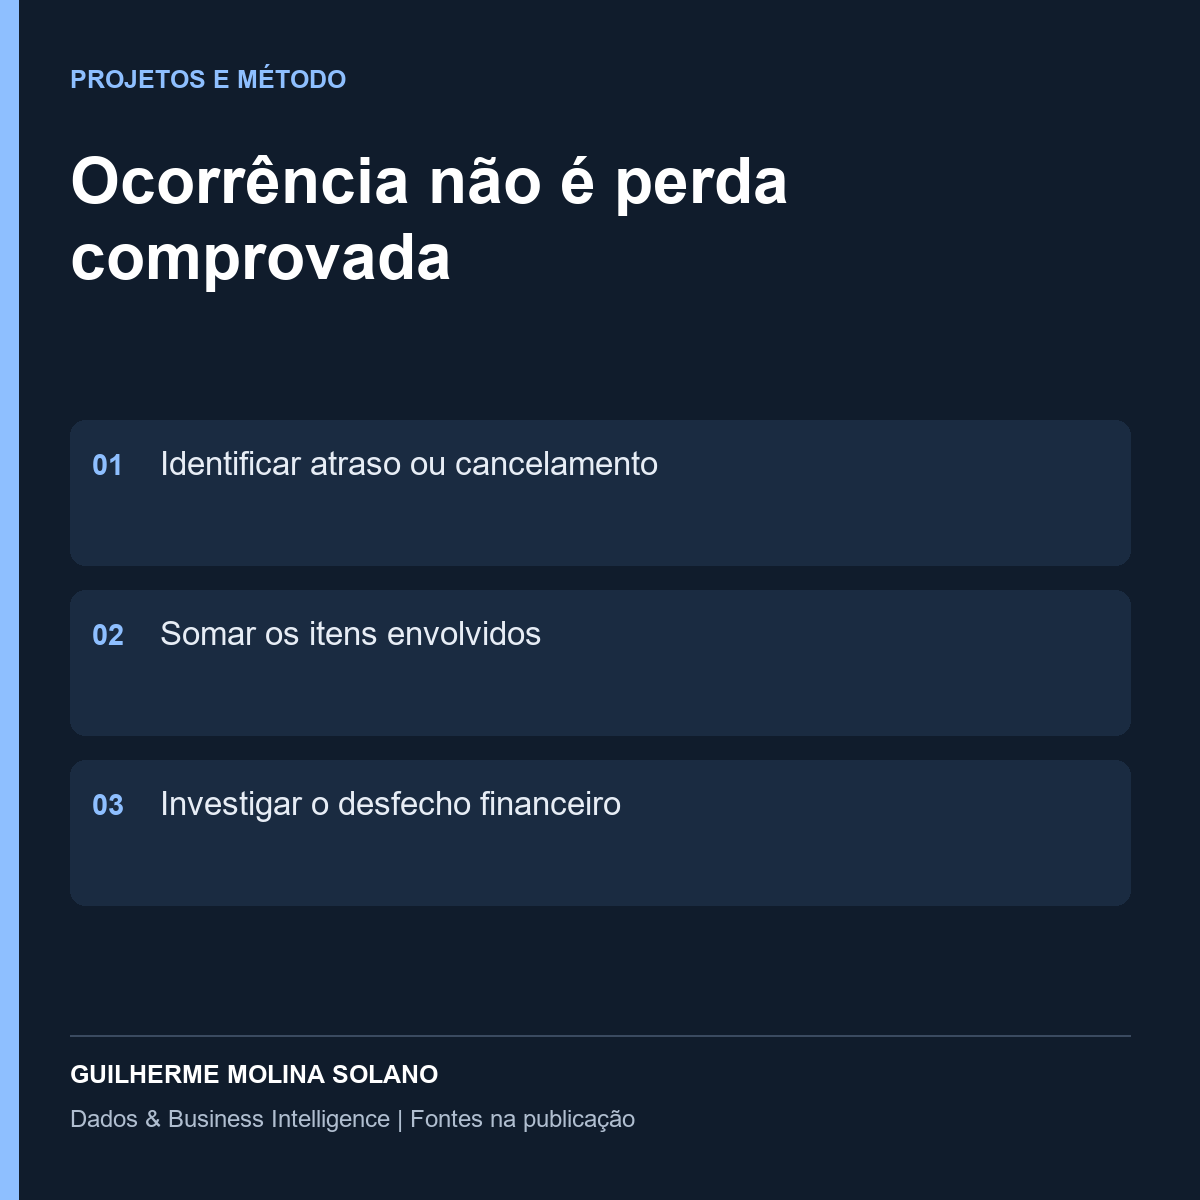 PROJETOS E MÉTODO
Ocorrência não é perda
comprovada
01 Identificar atraso ou cancelamento
02 Somar os itens envolvidos
03 Investigar o desfecho financeiro
GUILHERME MOLINA SOLANO
Dados & Business Intelligence | Fontes na publicação